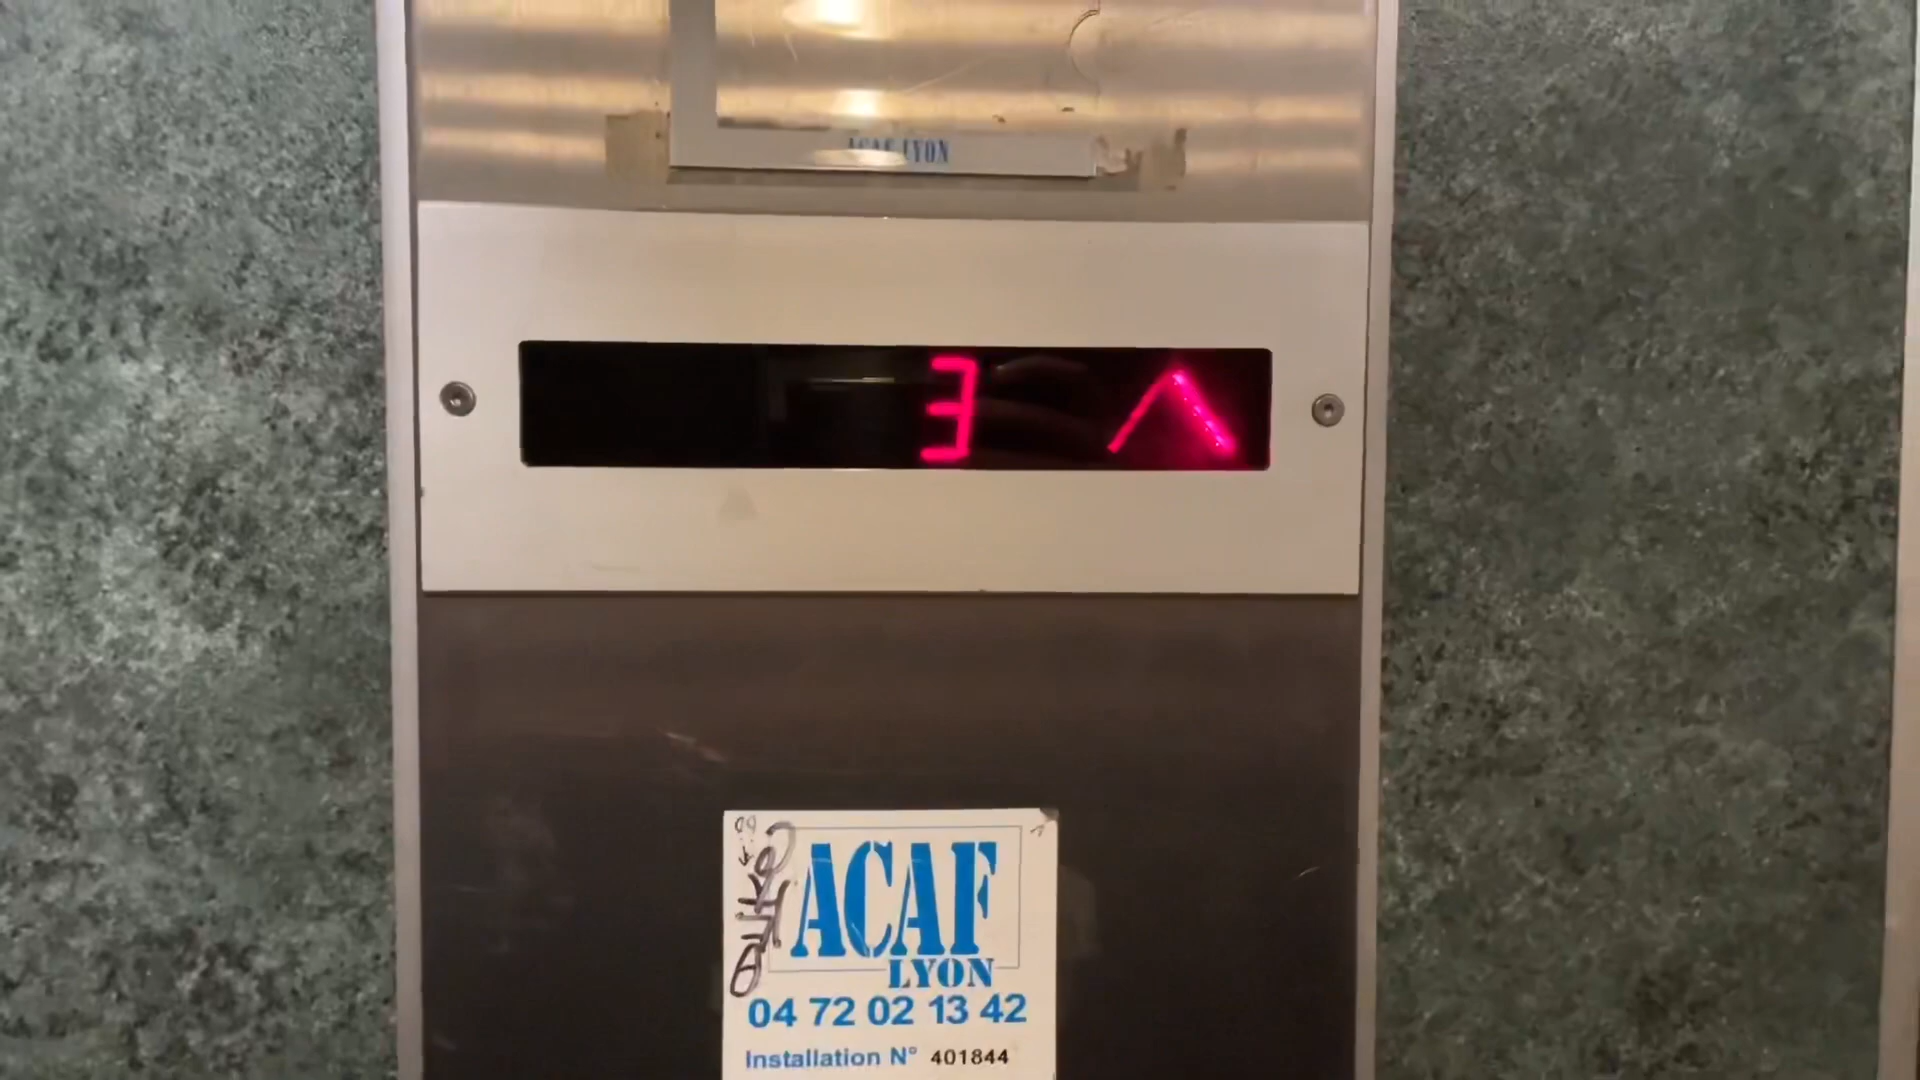 ACAF LYON
3
ACAF
LYON
04 72 02 13 42
Installation N° 401844